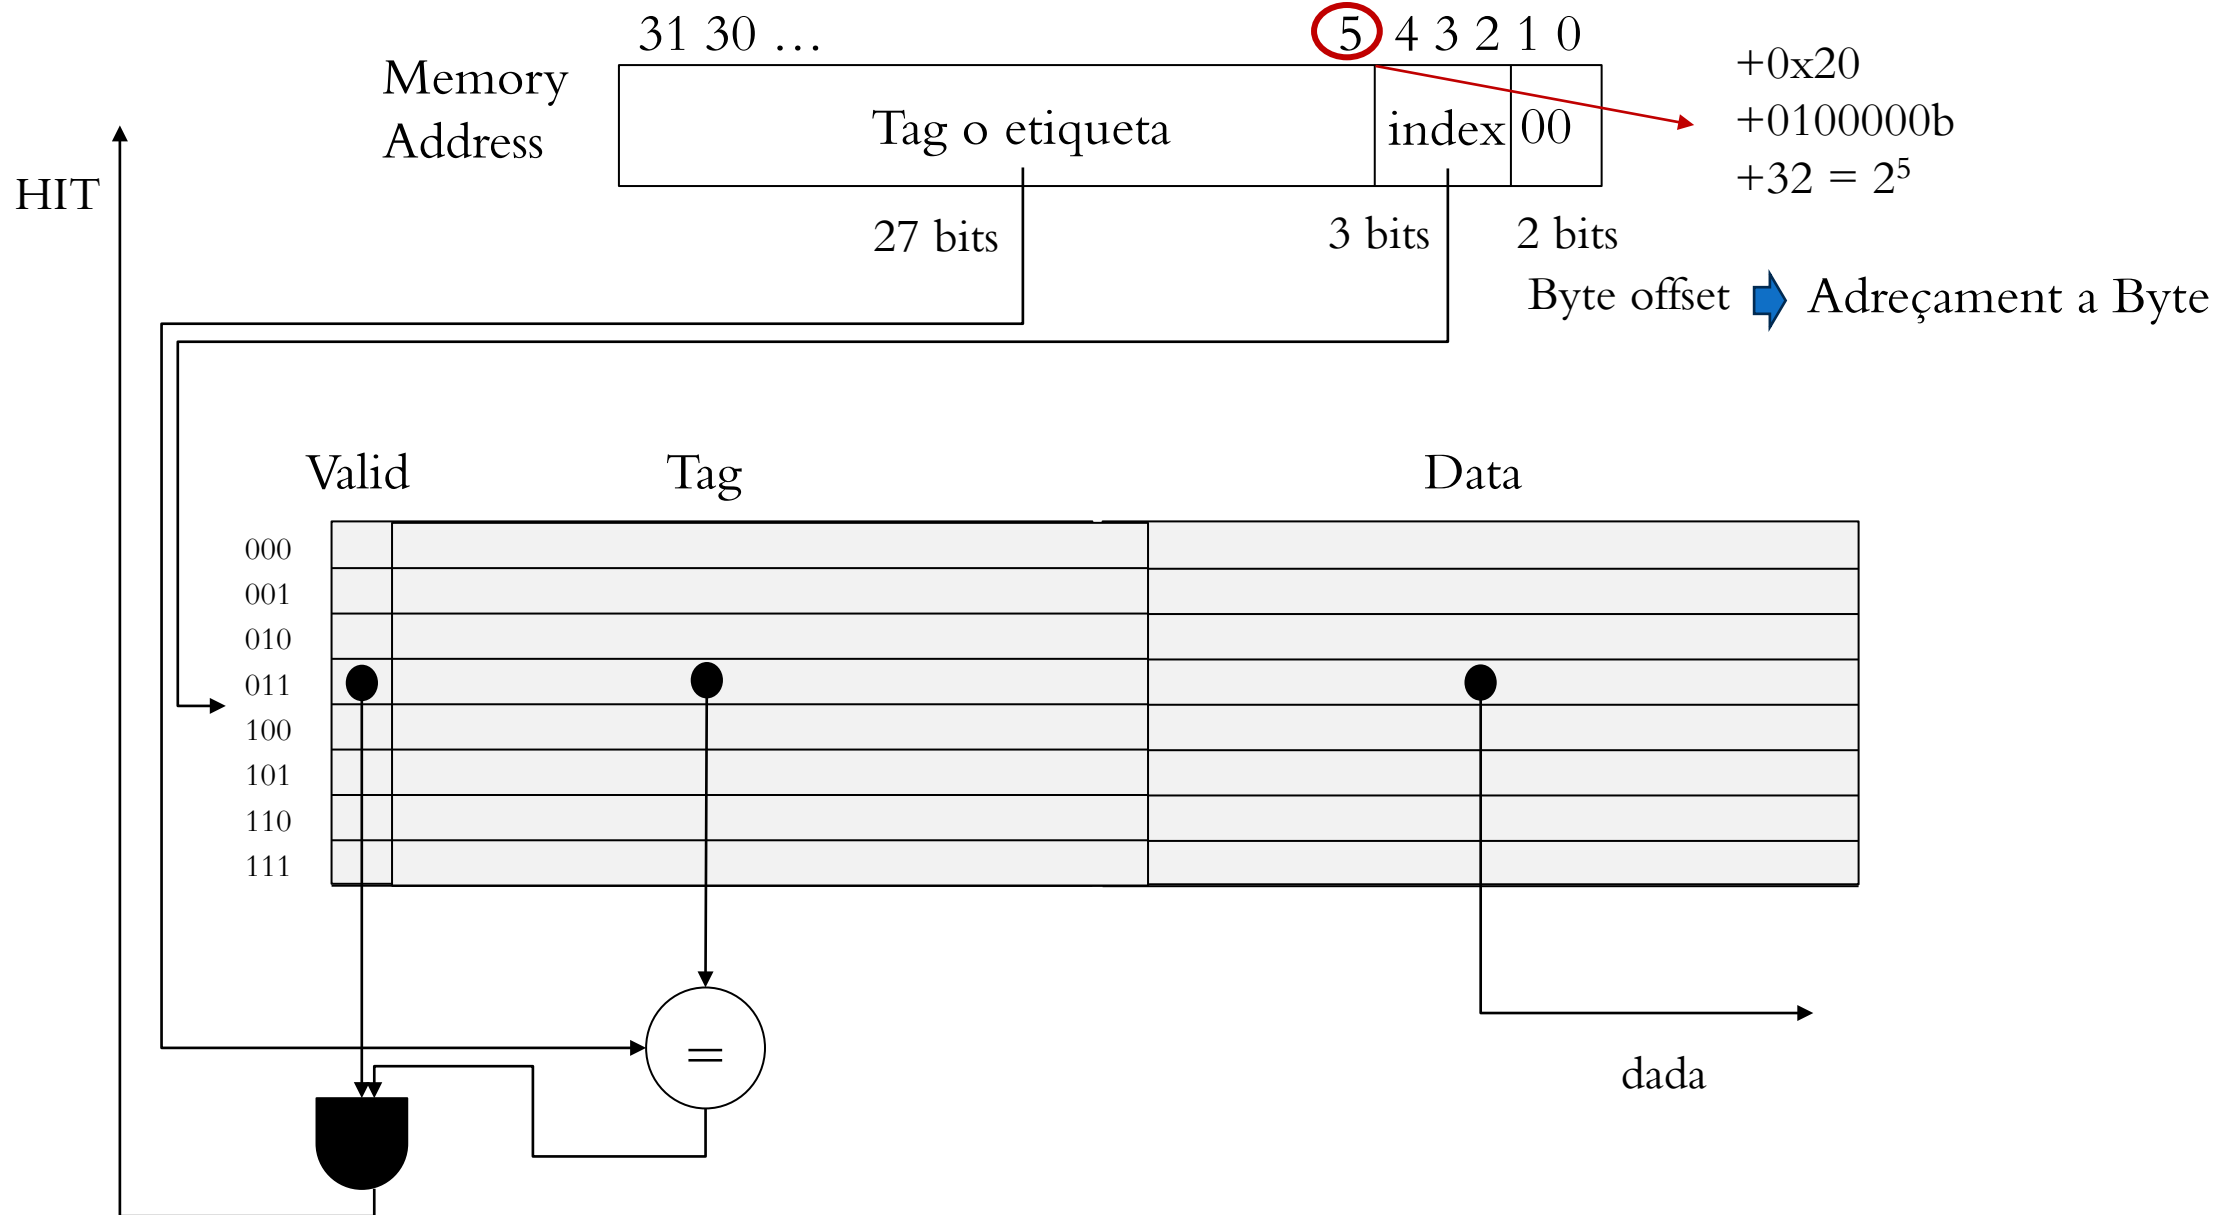 31 30 …
5 4 3 2 1 0
Memory
Address
Tag o etiqueta
index
00
+0x20
+0100000b
+32 = 2⁵
HIT
27 bits
3 bits
2 bits
Byte offset
Adreçament a Byte
Valid
Tag
Data
000
001
010
011
100
101
110
111
=
dada